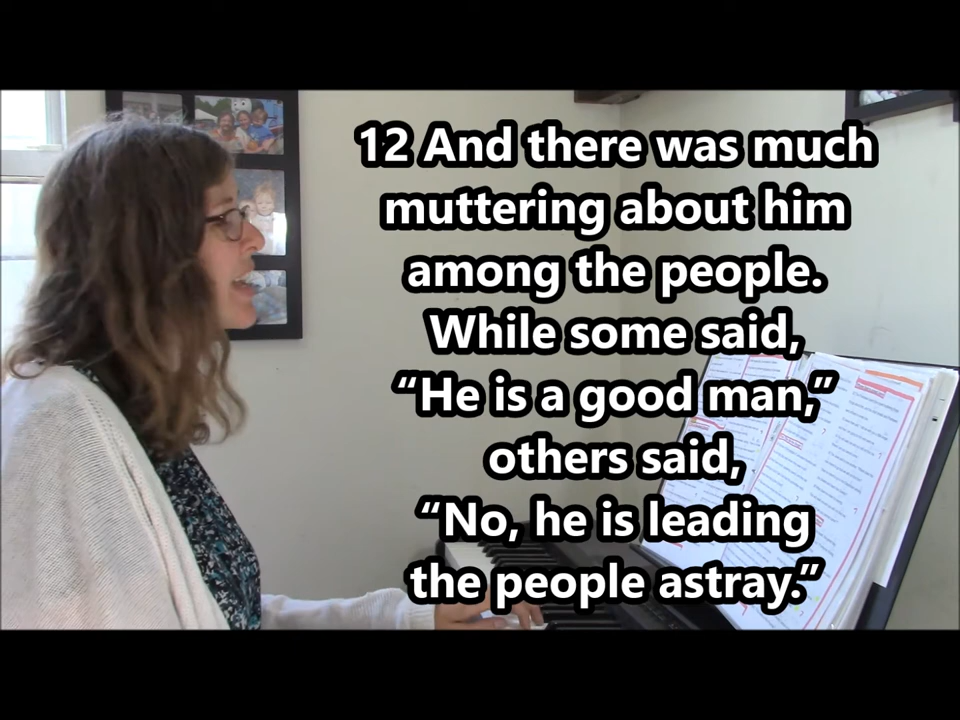 12 And there was much
muttering about him
among the people.
While some said,
“He is a good man,”
others said,
“No, he is leading
the people astray.”